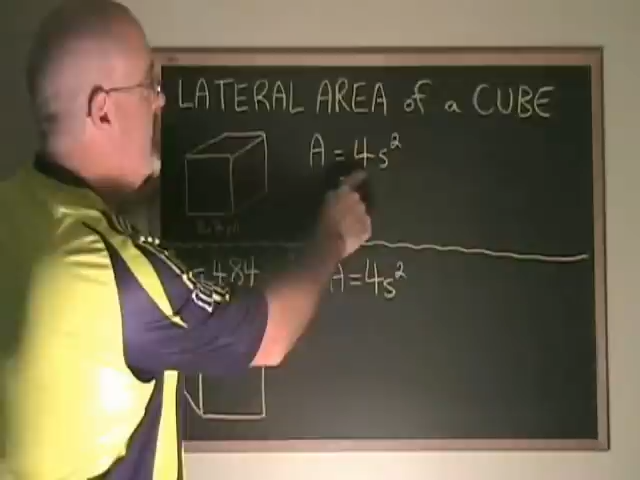 LATERAL AREA of a CUBE
A = 4s²
484
A = 4s²